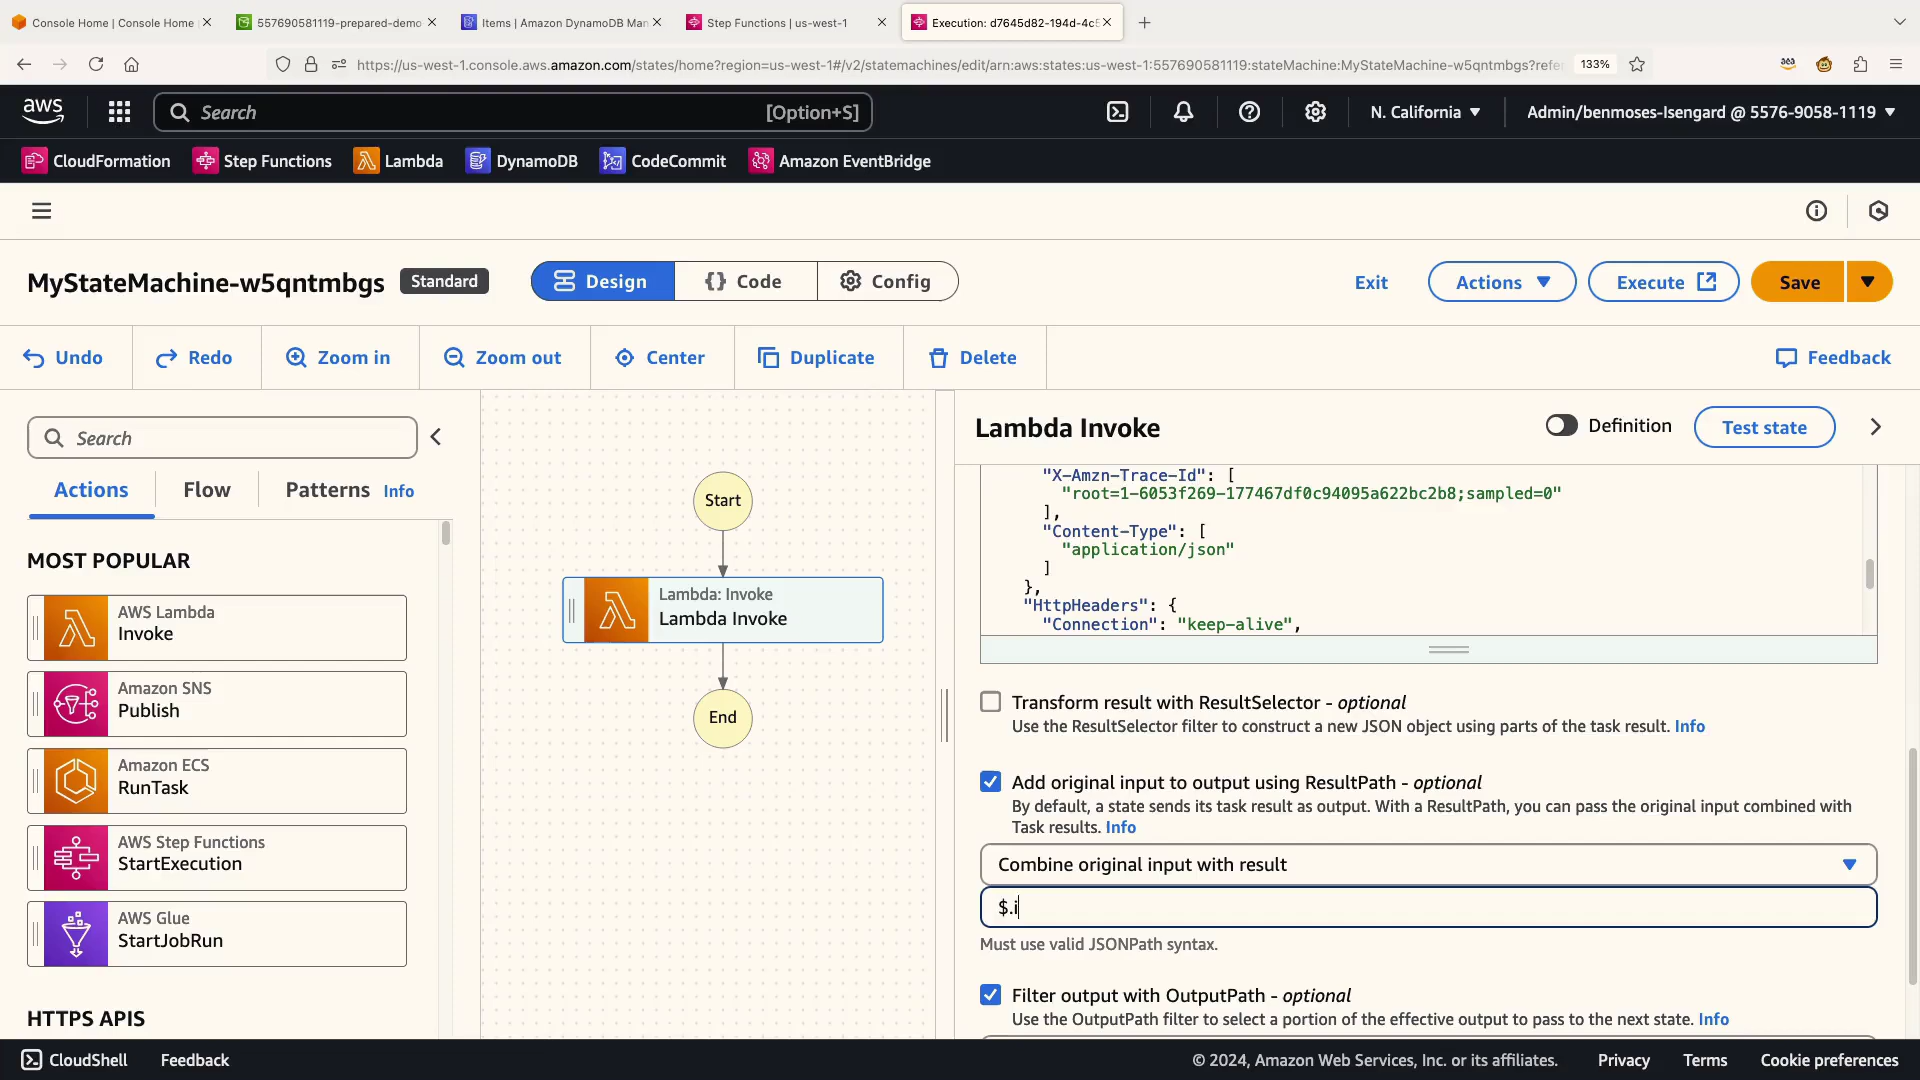 Console Home | Console Home
557690581119-prepared-demo
Items | Amazon DynamoDB Man
Step Functions | us-west-1
Execution: d7645d82-194d-4c5
https://us-west-1.console.aws.amazon.com/states/home?region=us-west-1#/v2/statemachines/edit/arn:aws:states:us-west-1:557690581119:stateMachine:MyStateMachine-w5qntmbgs?refe
133%
aws
Search
[Option+S]
N. California
Admin/benmoses-Isengard @ 5576-9058-1119
CloudFormation
Step Functions
Lambda
DynamoDB
CodeCommit
Amazon EventBridge
MyStateMachine-w5qntmbgs
Standard
Design
{} Code
Config
Exit
Actions
Execute
Save
Undo
Redo
Zoom in
Zoom out
Center
Duplicate
Delete
Feedback
Search
Actions
Flow
Patterns
Info
MOST POPULAR
AWS Lambda
Invoke
Amazon SNS
Publish
Amazon ECS
RunTask
AWS Step Functions
StartExecution
AWS Glue
StartJobRun
HTTPS APIS
Start
Lambda: Invoke
Lambda Invoke
End
Lambda Invoke
Definition
Test state
"X-Amzn-Trace-Id": [
"root=1-6053f269-177467df0c94095a622bc2b8;sampled=0"
],
"Content-Type": [
"application/json"
]
},
"HttpHeaders": {
"Connection": "keep-alive",
Transform result with ResultSelector - optional
Use the ResultSelector filter to construct a new JSON object using parts of the task result. Info
Add original input to output using ResultPath - optional
By default, a state sends its task result as output. With a ResultPath, you can pass the original input combined with
Task results. Info
Combine original input with result
$.i
Must use valid JSONPath syntax.
Filter output with OutputPath - optional
Use the OutputPath filter to select a portion of the effective output to pass to the next state. Info
CloudShell
Feedback
© 2024, Amazon Web Services, Inc. or its affiliates.
Privacy
Terms
Cookie preferences